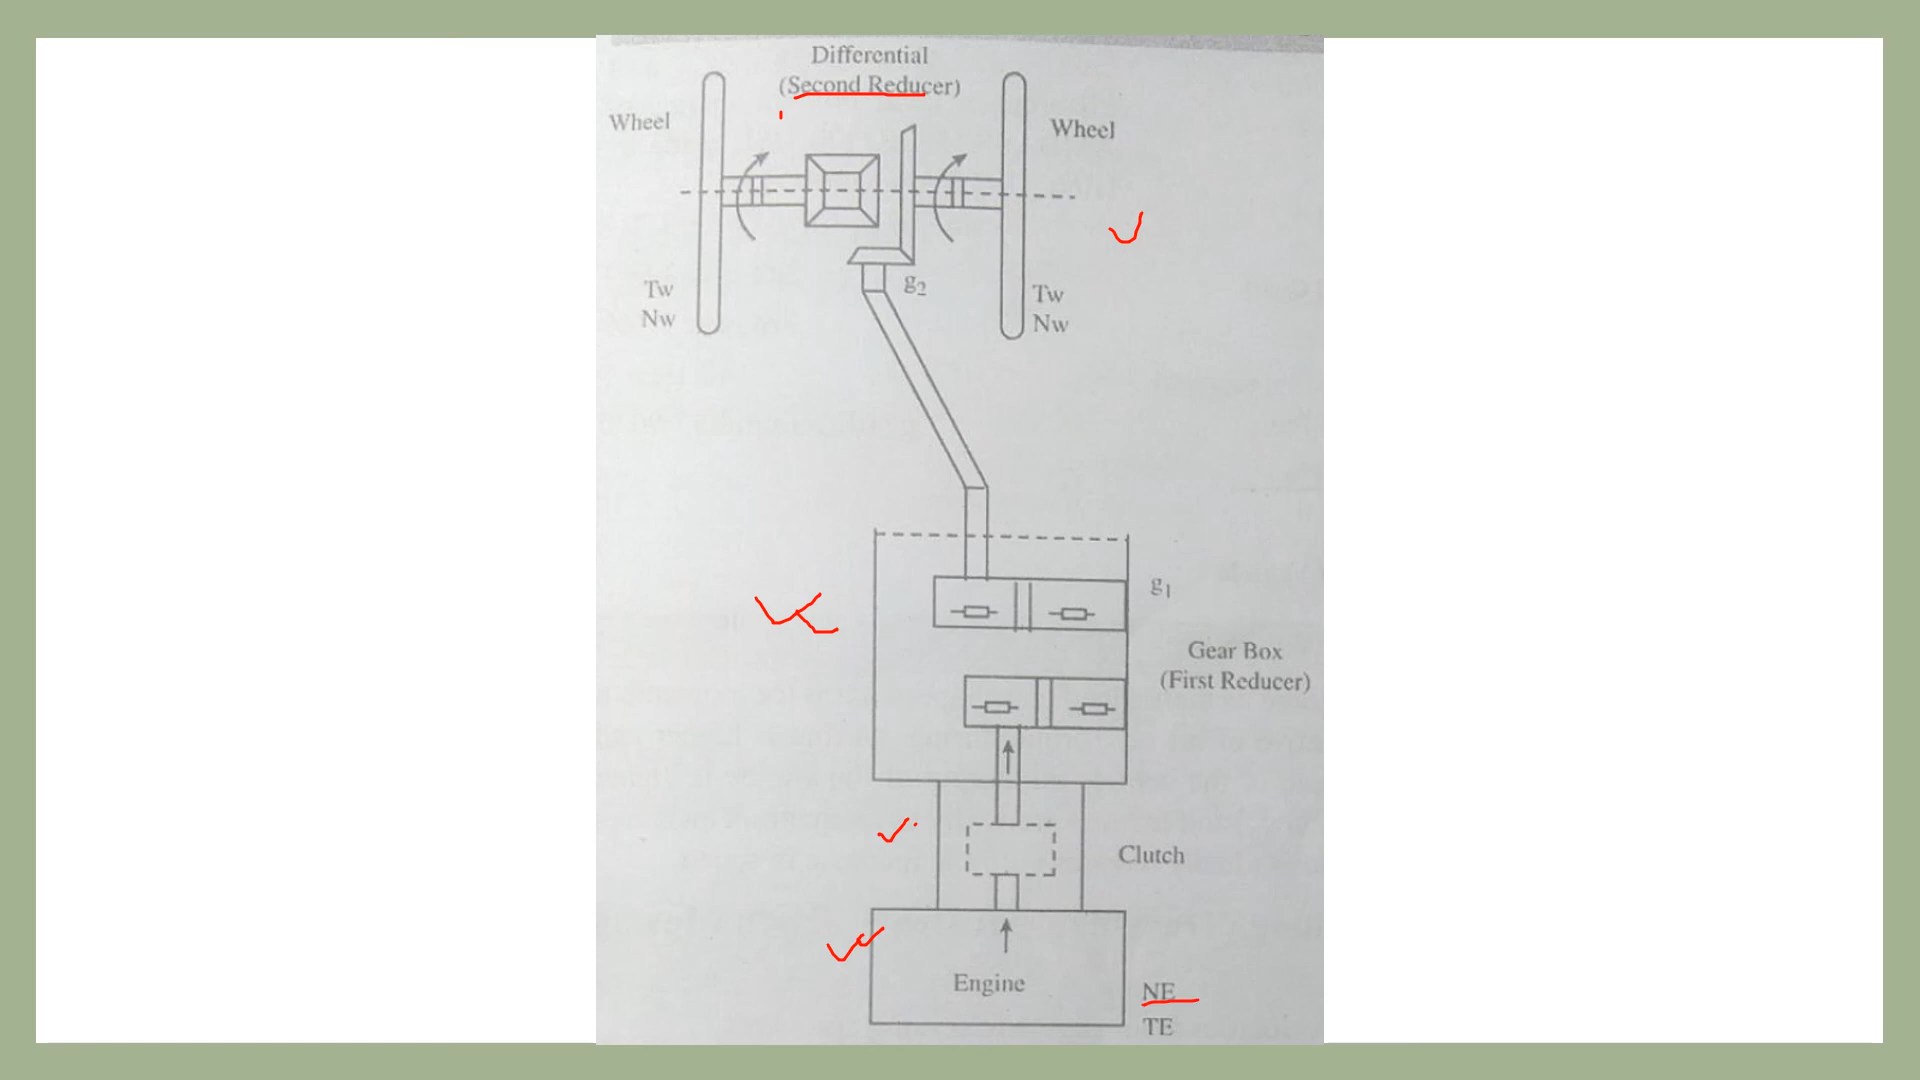 Differential
(Second Reducer)
Wheel
Wheel
g2
Tw
Nw
Tw
Nw
g1
Gear Box
(First Reducer)
Clutch
Engine
NE
TE